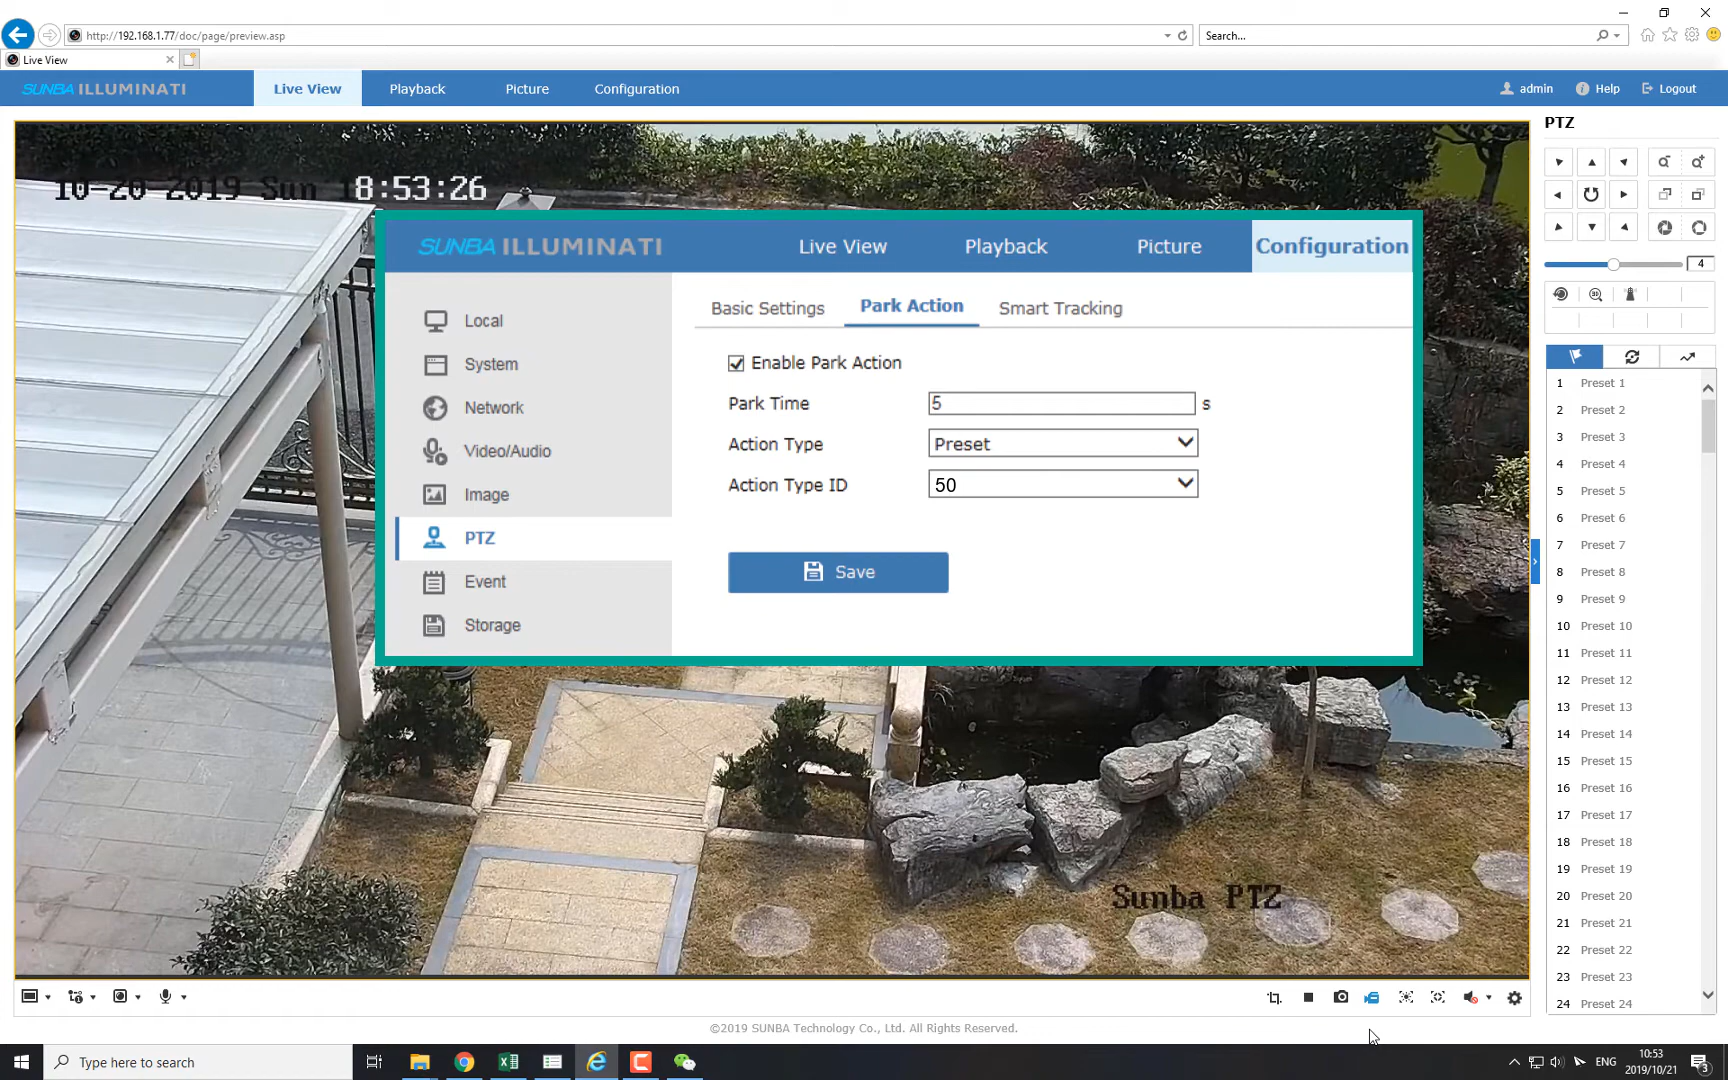 http://192.168.1.77/doc/page/preview.asp
Search...
Live View
SUNBA ILLUMINATI
Live View
Playback
Picture
Configuration
admin
Help
Logout
PTZ
10-20-2019 Sun 18:53:26
4
SUNBA ILLUMINATI
Live View
Playback
Picture
Configuration
Local
System
Network
Video/Audio
Image
PTZ
Event
Storage
Basic Settings
Park Action
Smart Tracking
Enable Park Action
Park Time 5 s
Action Type Preset
Action Type ID 50
Save
1 Preset 1
2 Preset 2
3 Preset 3
4 Preset 4
5 Preset 5
6 Preset 6
7 Preset 7
8 Preset 8
9 Preset 9
10 Preset 10
11 Preset 11
12 Preset 12
13 Preset 13
14 Preset 14
15 Preset 15
16 Preset 16
17 Preset 17
18 Preset 18
19 Preset 19
20 Preset 20
21 Preset 21
22 Preset 22
23 Preset 23
24 Preset 24
Sunba PTZ
©2019 SUNBA Technology Co., Ltd. All Rights Reserved.
Type here to search
ENG
10:53
2019/10/21
3